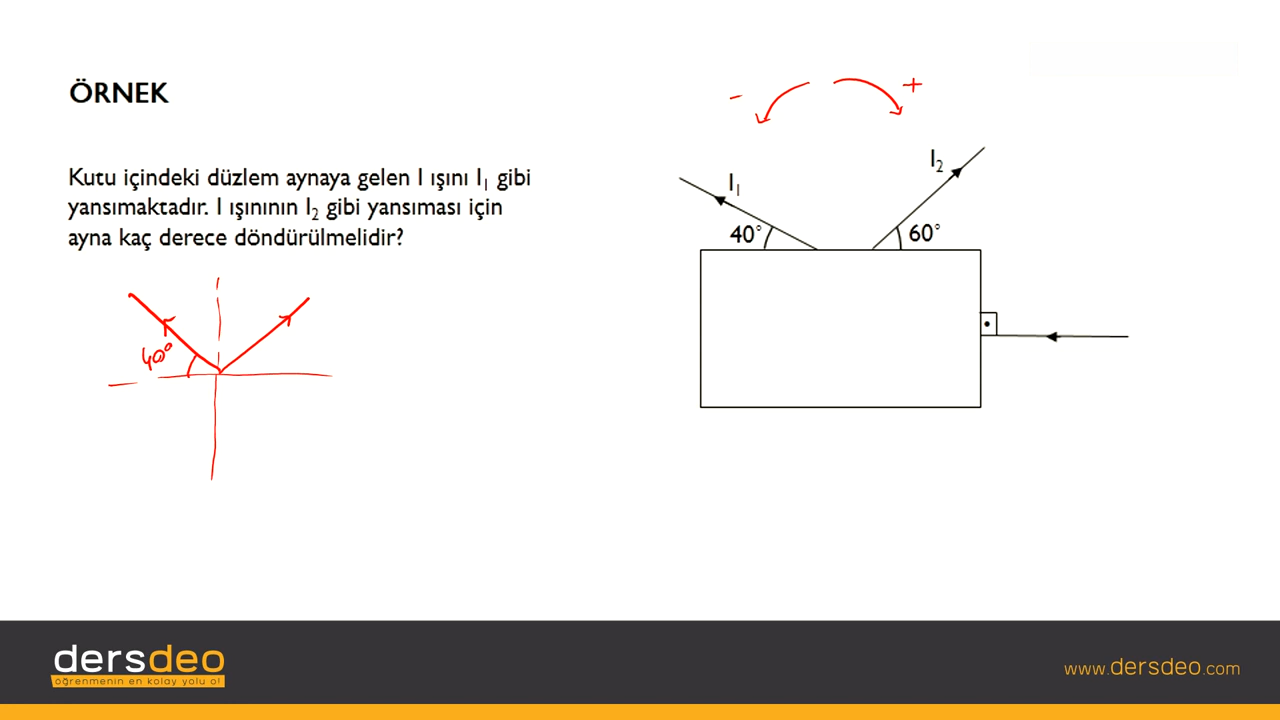 ÖRNEK
Kutu içindeki düzlem aynaya gelen I ışını I₁ gibi
yansımaktadır. I ışınının I₂ gibi yansıması için
ayna kaç derece döndürülmelidir?
40°
- +
I₁
I₂
40°
60°
dersdeo
öğrenmenin en kolay yolu o!
www.dersdeo.com